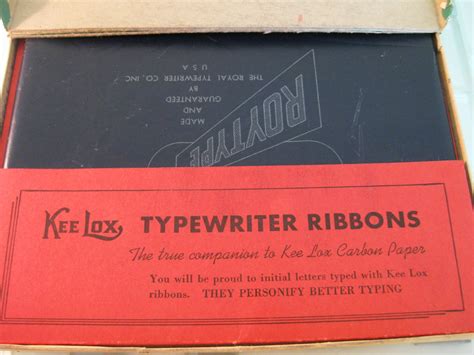 MADE
AND
GUARANTEED
BY
THE ROYAL TYPEWRITER CO., INC
U S A
ROYTYPE
Kee Lox TYPEWRITER RIBBONS
The true companion to Kee Lox Carbon Paper
You will be proud to initial letters typed with Kee Lox
ribbons. THEY PERSONIFY BETTER TYPING